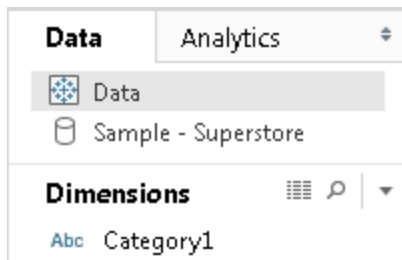 Data Analytics
Data
Sample - Superstore
Dimensions
Abc Category1